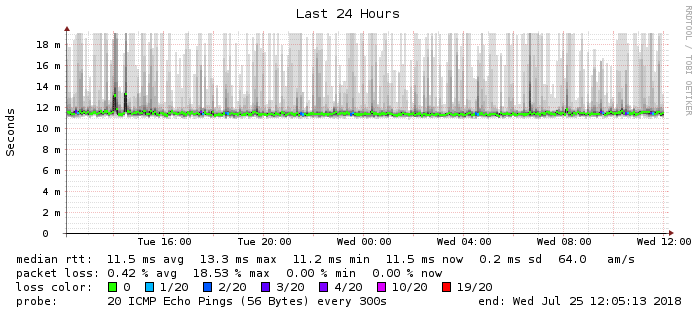 Last 24 Hours
RRDTOOL / TOBI OETIKER
Seconds
18 m
16 m
14 m
12 m
10 m
8 m
6 m
4 m
2 m
0
Tue 16:00 Tue 20:00 Wed 00:00 Wed 04:00 Wed 08:00 Wed 12:00
median rtt: 11.5 ms avg 13.3 ms max 11.2 ms min 11.5 ms now 0.2 ms sd 64.0 am/s
packet loss: 0.42 % avg 18.53 % max 0.00 % min 0.00 % now
loss color: 0 1/20 2/20 3/20 4/20 10/20 19/20
probe: 20 ICMP Echo Pings (56 Bytes) every 300s end: Wed Jul 25 12:05:13 2018